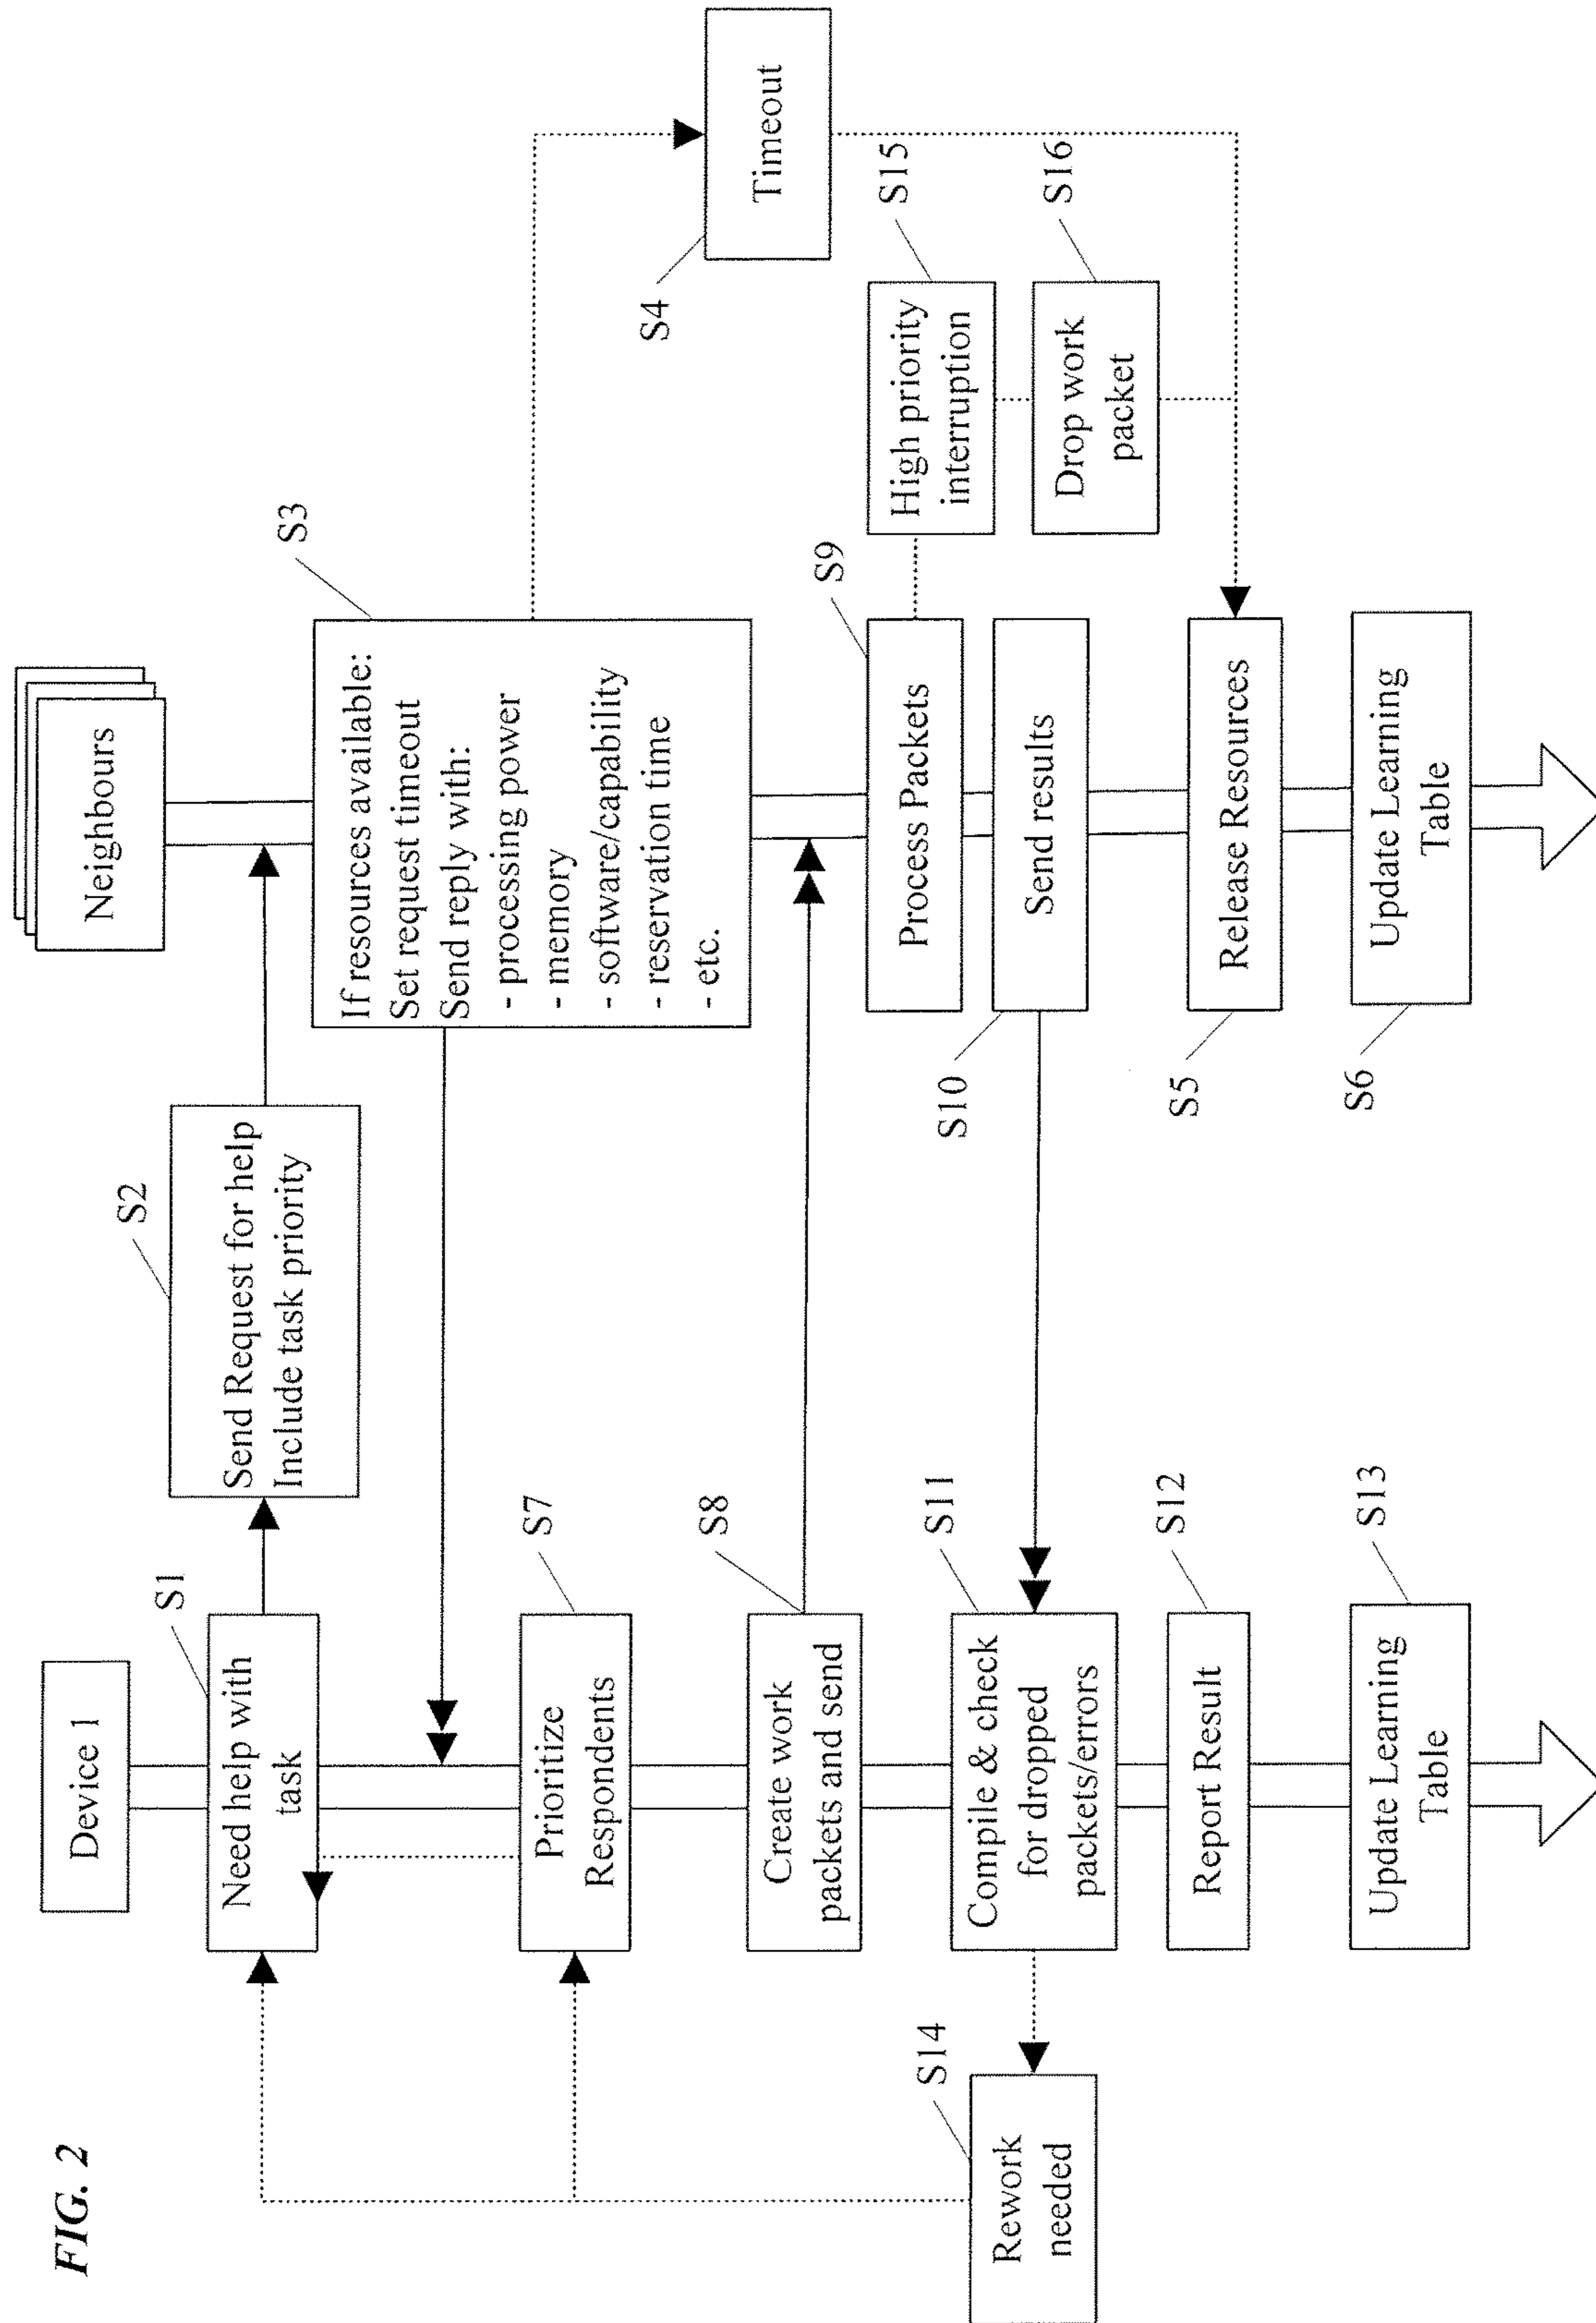 FIG. 2
Device 1
Neighbours
S1
Need help with
task
S2
Send Request for help
Include task priority
S3
If resources available:
Set request timeout
Send reply with:
- processing power
- memory
- software/capability
- reservation time
- etc.
S4
Timeout
S7
Prioritize
Respondents
S8
Create work
packets and send
S9
Process Packets
S15
High priority
interruption
S16
Drop work
packet
S10
Send results
S11
Compile & check
for dropped
packets/errors
S14
Rework
needed
S12
Report Result
S5
Release Resources
S13
Update Learning
Table
S6
Update Learning
Table